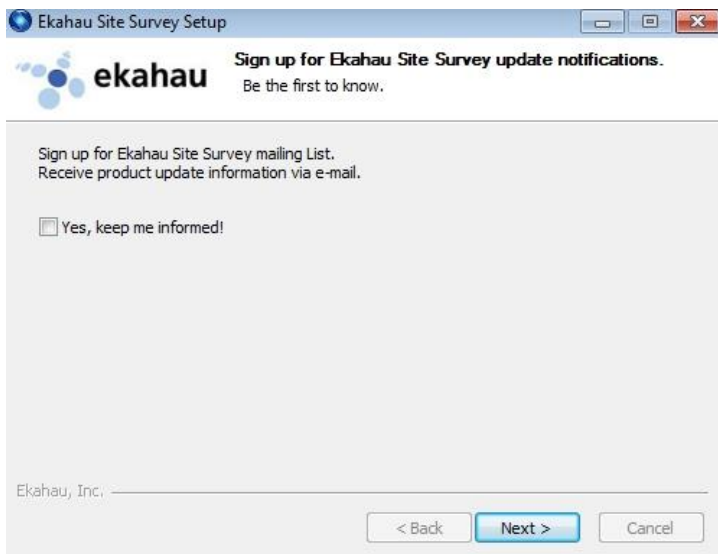 Ekahau Site Survey Setup
ekahau
Sign up for Ekahau Site Survey update notifications.
Be the first to know.
Sign up for Ekahau Site Survey mailing List.
Receive product update information via e-mail.
Yes, keep me informed!
Ekahau, Inc.
< Back Next > Cancel